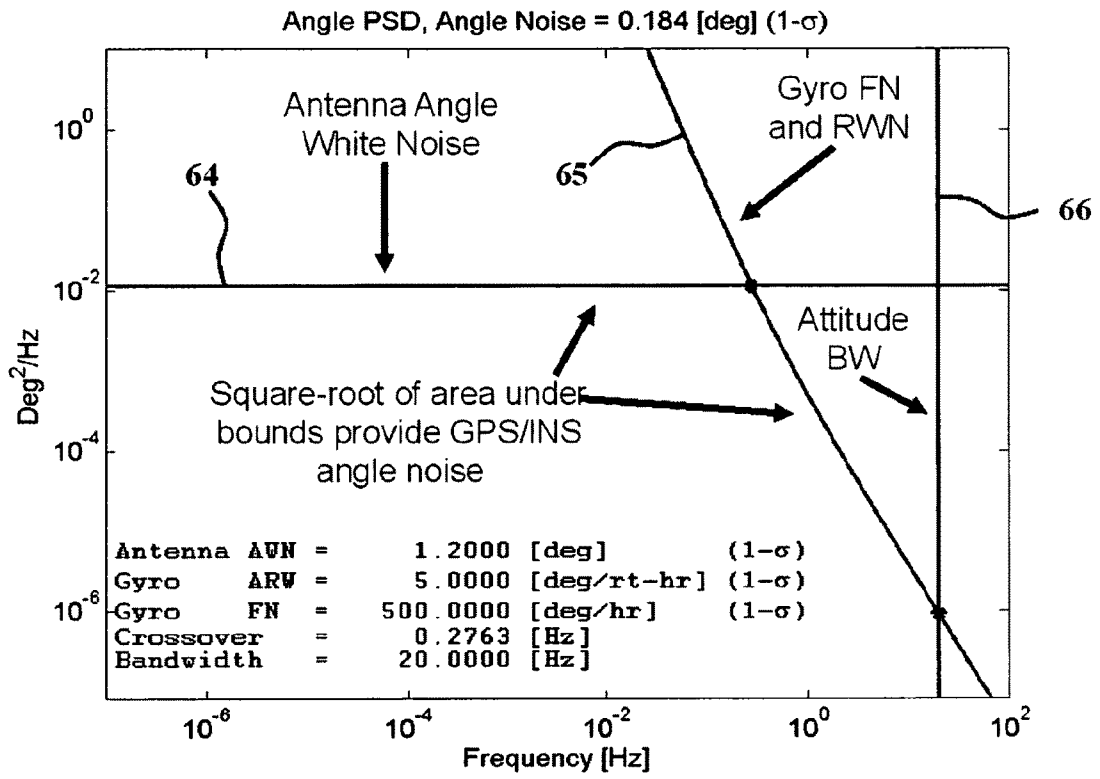 Angle PSD, Angle Noise = 0.184 [deg] (1-σ)
Antenna Angle
White Noise
Gyro FN
and RWN
64
65
66
10^0
10^-2
10^-4
10^-6
Deg^2/Hz
Attitude
BW
Square-root of area under
bounds provide GPS/INS
angle noise
Antenna AWN = 1.2000 [deg] (1-σ)
Gyro ARW = 5.0000 [deg/rt-hr] (1-σ)
Gyro FN = 500.0000 [deg/hr] (1-σ)
Crossover = 0.2763 [Hz]
Bandwidth = 20.0000 [Hz]
10^-6 10^-4 10^-2 10^0 10^2
Frequency [Hz]